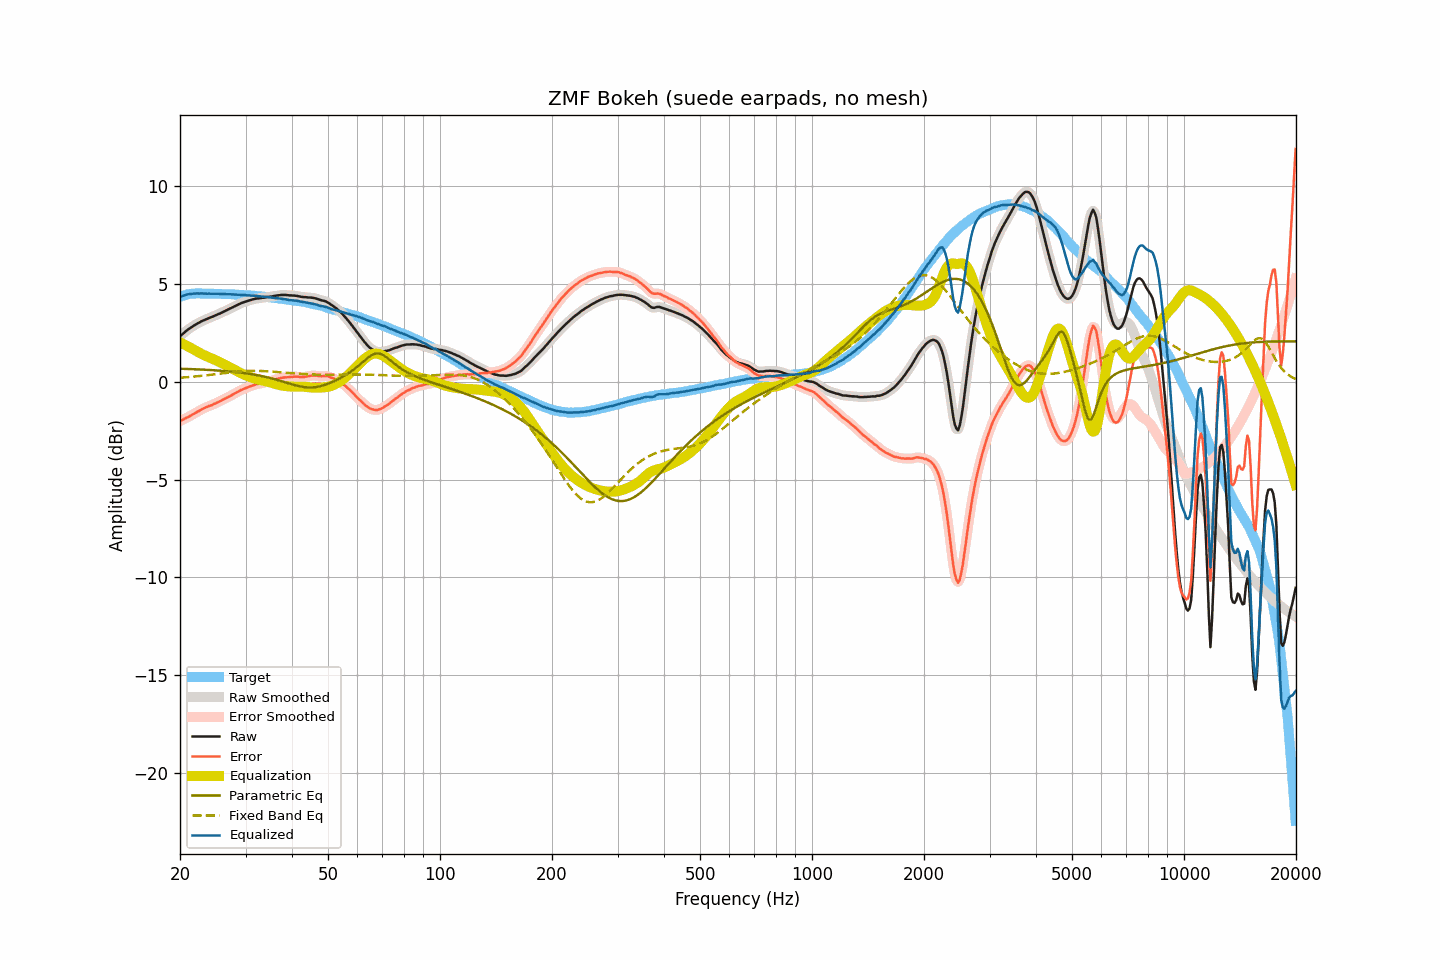 ZMF Bokeh (suede earpads, no mesh)
10
5
0
−5
−10
−15
−20
Amplitude (dBr)
Target
Raw Smoothed
Error Smoothed
Raw
Error
Equalization
Parametric Eq
Fixed Band Eq
Equalized
20 50 100 200 500 1000 2000 5000 10000 20000
Frequency (Hz)